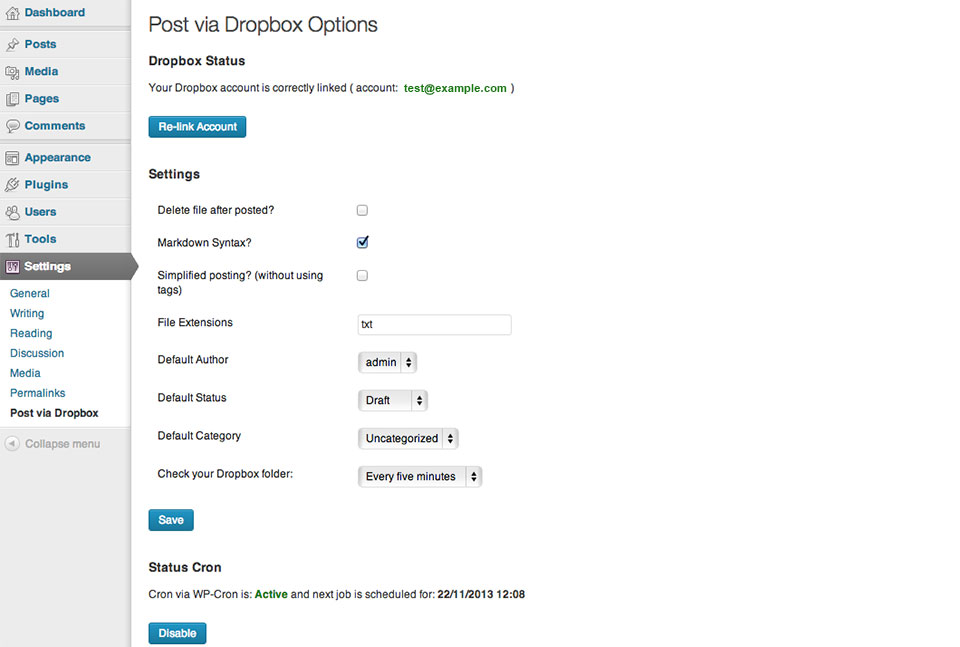 Dashboard
Posts
Media
Pages
Comments
Appearance
Plugins
Users
Tools
Settings
General
Writing
Reading
Discussion
Media
Permalinks
Post via Dropbox
Collapse menu
Post via Dropbox Options
Dropbox Status
Your Dropbox account is correctly linked ( account: test@example.com )
Re-link Account
Settings
Delete file after posted?
Markdown Syntax?
Simplified posting? (without using
tags)
File Extensions txt
Default Author admin
Default Status Draft
Default Category Uncategorized
Check your Dropbox folder: Every five minutes
Save
Status Cron
Cron via WP-Cron is: Active and next job is scheduled for: 22/11/2013 12:08
Disable